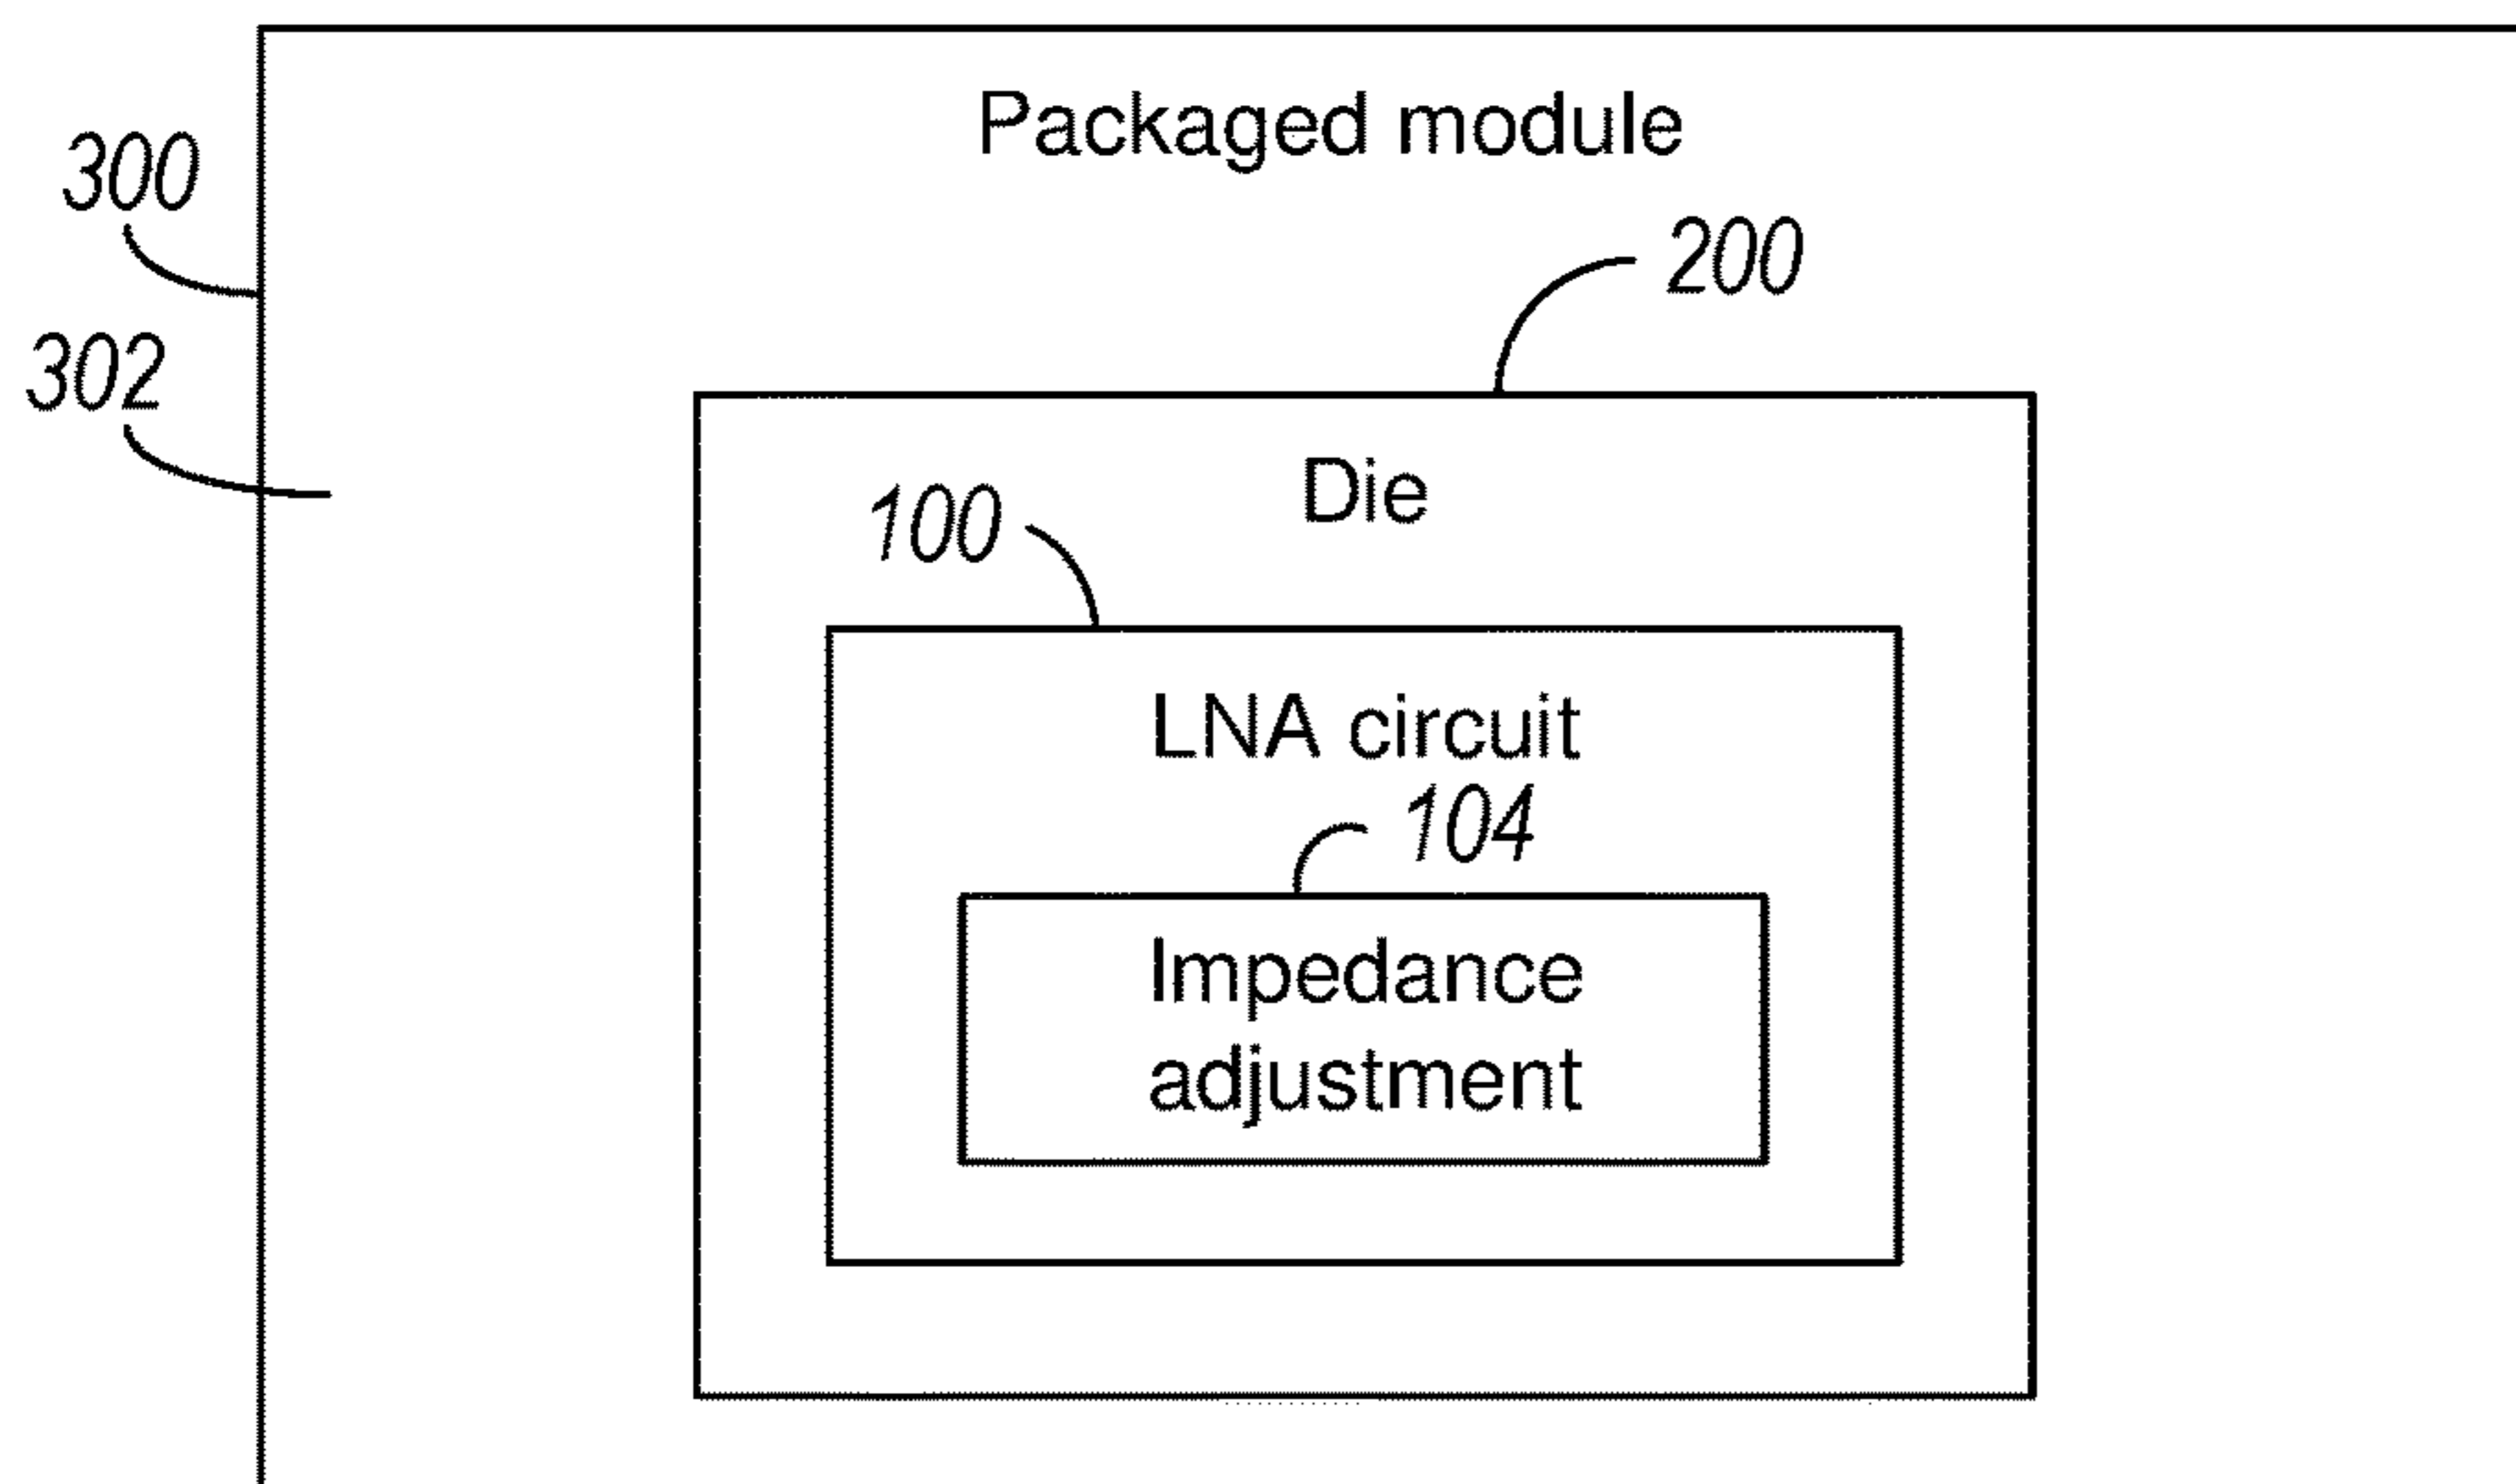 Packaged module
300
200
302
Die
100
LNA circuit
104
Impedance
adjustment